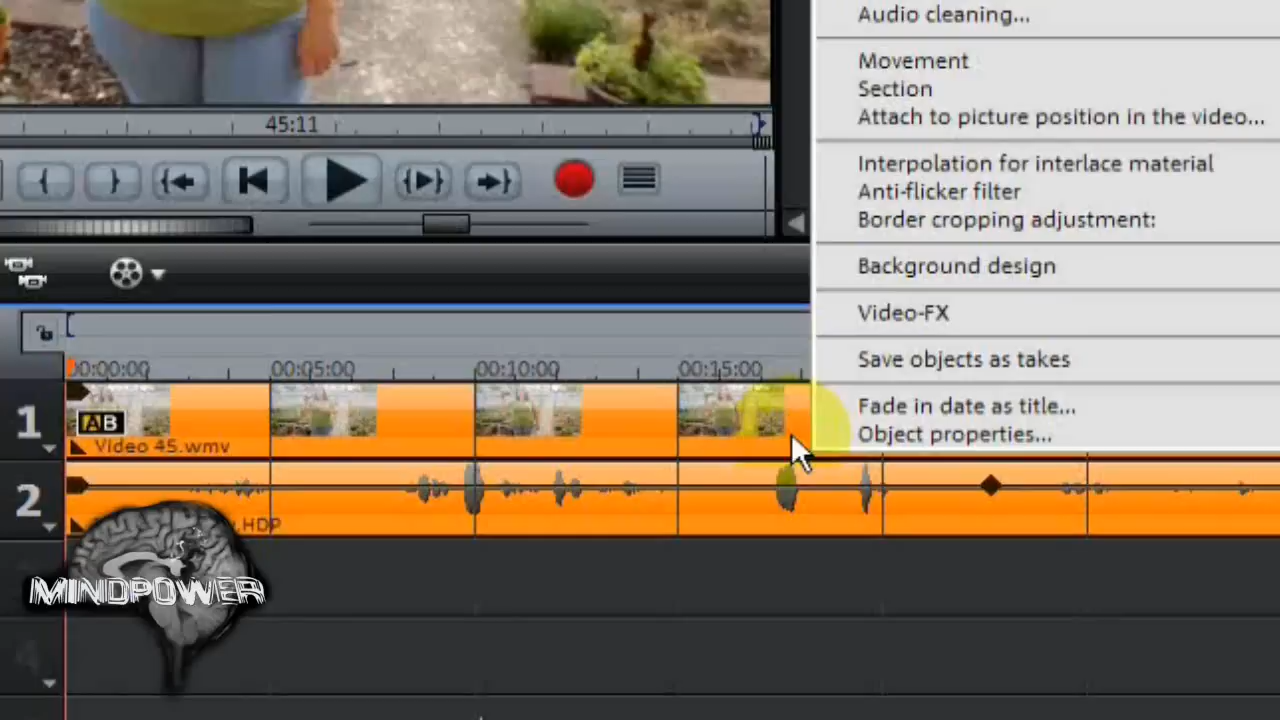 Audio cleaning...
Movement
Section
Attach to picture position in the video...
45:11
Interpolation for interlace material
Anti-flicker filter
Border cropping adjustment:
Background design
Video-FX
Save objects as takes
Fade in date as title...
Object properties...
00:00:00 00:05:00 00:10:00 00:15:00
1
AB
Video 45.wmv
2
.HDP
MINDPOWER